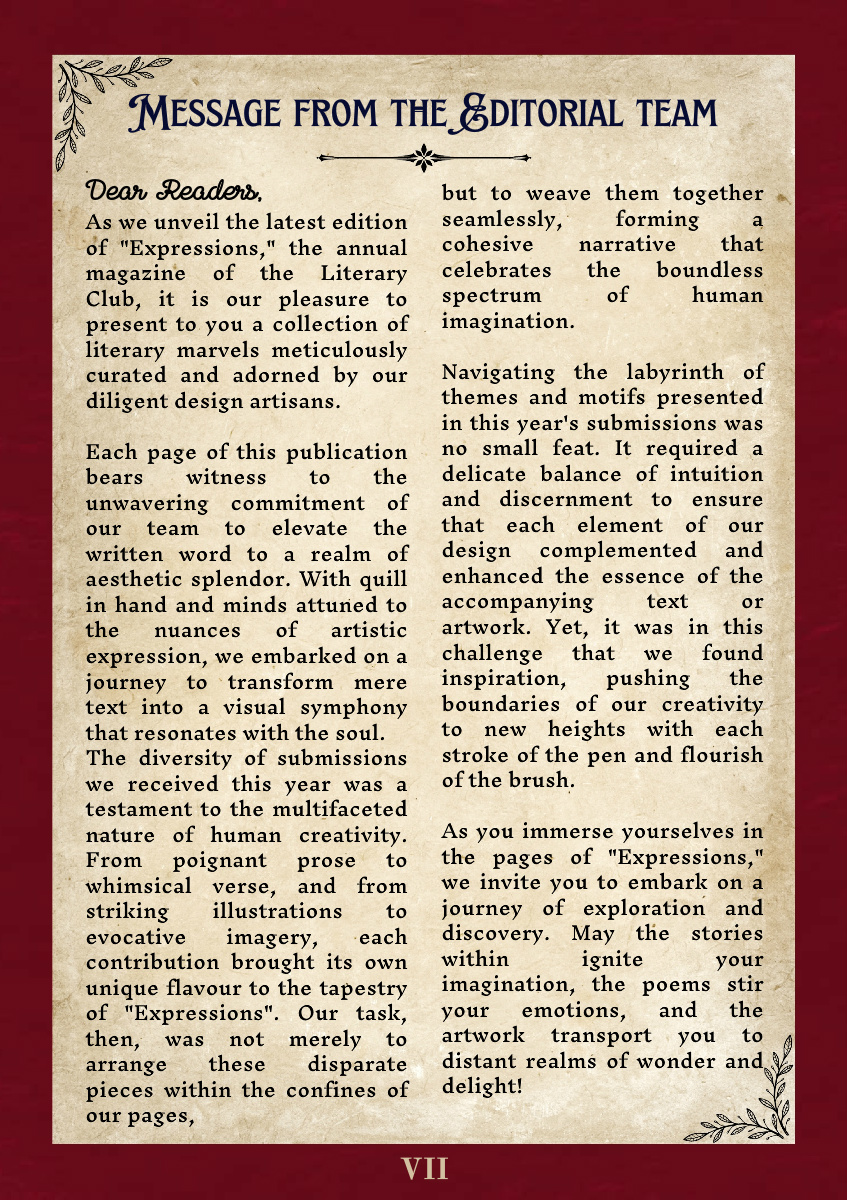 Message from the Editorial team
Dear Readers,
As we unveil the latest edition
of "Expressions," the annual
magazine of the Literary
Club, it is our pleasure to
present to you a collection of
literary marvels meticulously
curated and adorned by our
diligent design artisans.
Each page of this publication
bears witness to the
unwavering commitment of
our team to elevate the
written word to a realm of
aesthetic splendor. With quill
in hand and minds attuned to
the nuances of artistic
expression, we embarked on a
journey to transform mere
text into a visual symphony
that resonates with the soul.
The diversity of submissions
we received this year was a
testament to the multifaceted
nature of human creativity.
From poignant prose to
whimsical verse, and from
striking illustrations to
evocative imagery, each
contribution brought its own
unique flavour to the tapestry
of "Expressions". Our task,
then, was not merely to
arrange these disparate
pieces within the confines of
our pages,
but to weave them together
seamlessly, forming a
cohesive narrative that
celebrates the boundless
spectrum of human
imagination.
Navigating the labyrinth of
themes and motifs presented
in this year's submissions was
no small feat. It required a
delicate balance of intuition
and discernment to ensure
that each element of our
design complemented and
enhanced the essence of the
accompanying text or
artwork. Yet, it was in this
challenge that we found
inspiration, pushing the
boundaries of our creativity
to new heights with each
stroke of the pen and flourish
of the brush.
As you immerse yourselves in
the pages of "Expressions,"
we invite you to embark on a
journey of exploration and
discovery. May the stories
within ignite your
imagination, the poems stir
your emotions, and the
artwork transport you to
distant realms of wonder and
delight!
VII